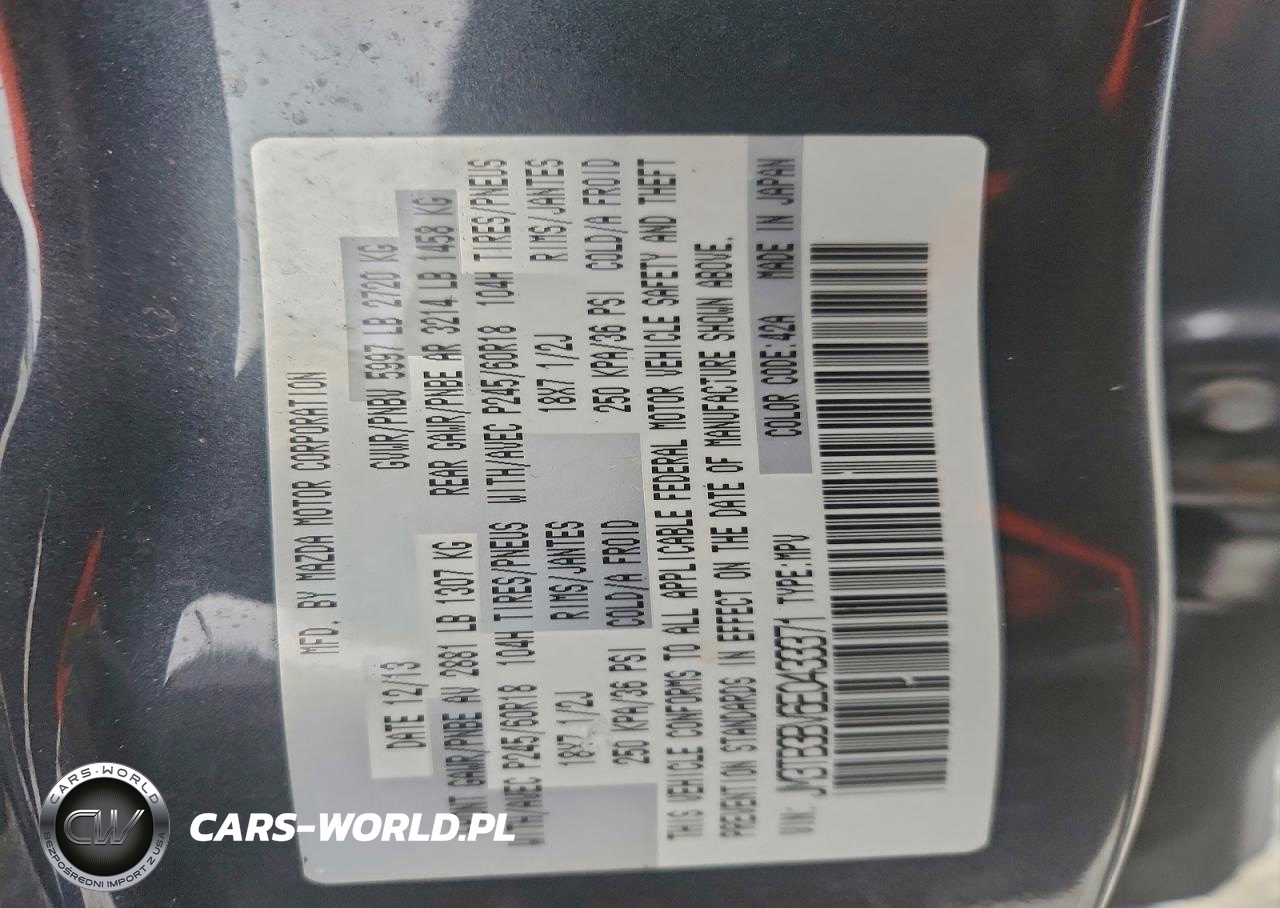 MFD. BY MAZDA MOTOR CORPORATION
DATE 12/13 GVWR/PNBV 5997 LB 2720 KG
GAWR/PNBE AV 2881 LB 1307 KG REAR GAWR/PNBE AR 3214 LB 1458 KG
WITH/AVEC P245/60R18 104H TIRES/PNEUS WITH/AVEC P245/60R18 104H TIRES/PNEUS
18X7 1/2J RIMS/JANTES 18X7 1/2J RIMS/JANTES
250 KPA/36 PSI COLD/A FROID 250 KPA/36 PSI COLD/A FROID
THIS VEHICLE CONFORMS TO ALL APPLICABLE FEDERAL MOTOR VEHICLE SAFETY AND THEFT
PREVENTION STANDARDS IN EFFECT ON THE DATE OF MANUFACTURE SHOWN ABOVE.
VIN: JM3TB3BV6E0433371 TYPE:MPV COLOR CODE:42A MADE IN JAPAN
CARS-WORLD
CW
BEZPOŚREDNI IMPORT Z USA
CARS-WORLD.PL